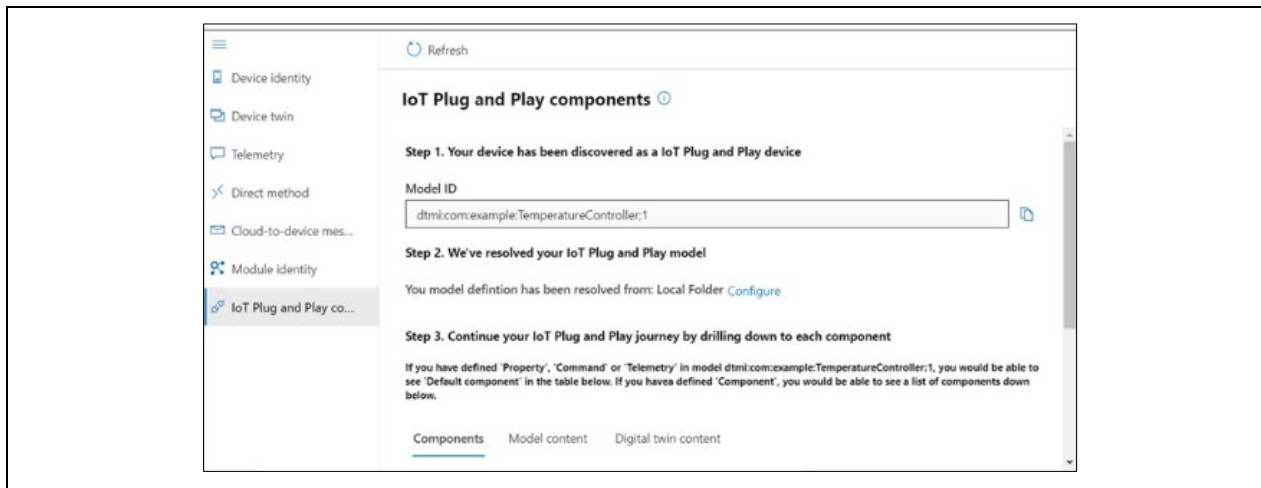 Refresh
Device identity
Device twin
Telemetry
Direct method
Cloud-to-device mes...
Module identity
IoT Plug and Play co...
IoT Plug and Play components
Step 1. Your device has been discovered as a IoT Plug and Play device
Model ID
dtmi:com:example:TemperatureController;1
Step 2. We've resolved your IoT Plug and Play model
You model defintion has been resolved from: Local Folder Configure
Step 3. Continue your IoT Plug and Play journey by drilling down to each component
If you have defined 'Property', 'Command' or 'Telemetry' in model dtmi:com:example:TemperatureController;1, you would be able to
see 'Default component' in the table below. If you havea defined 'Component', you would be able to see a list of components down
below.
Components Model content Digital twin content